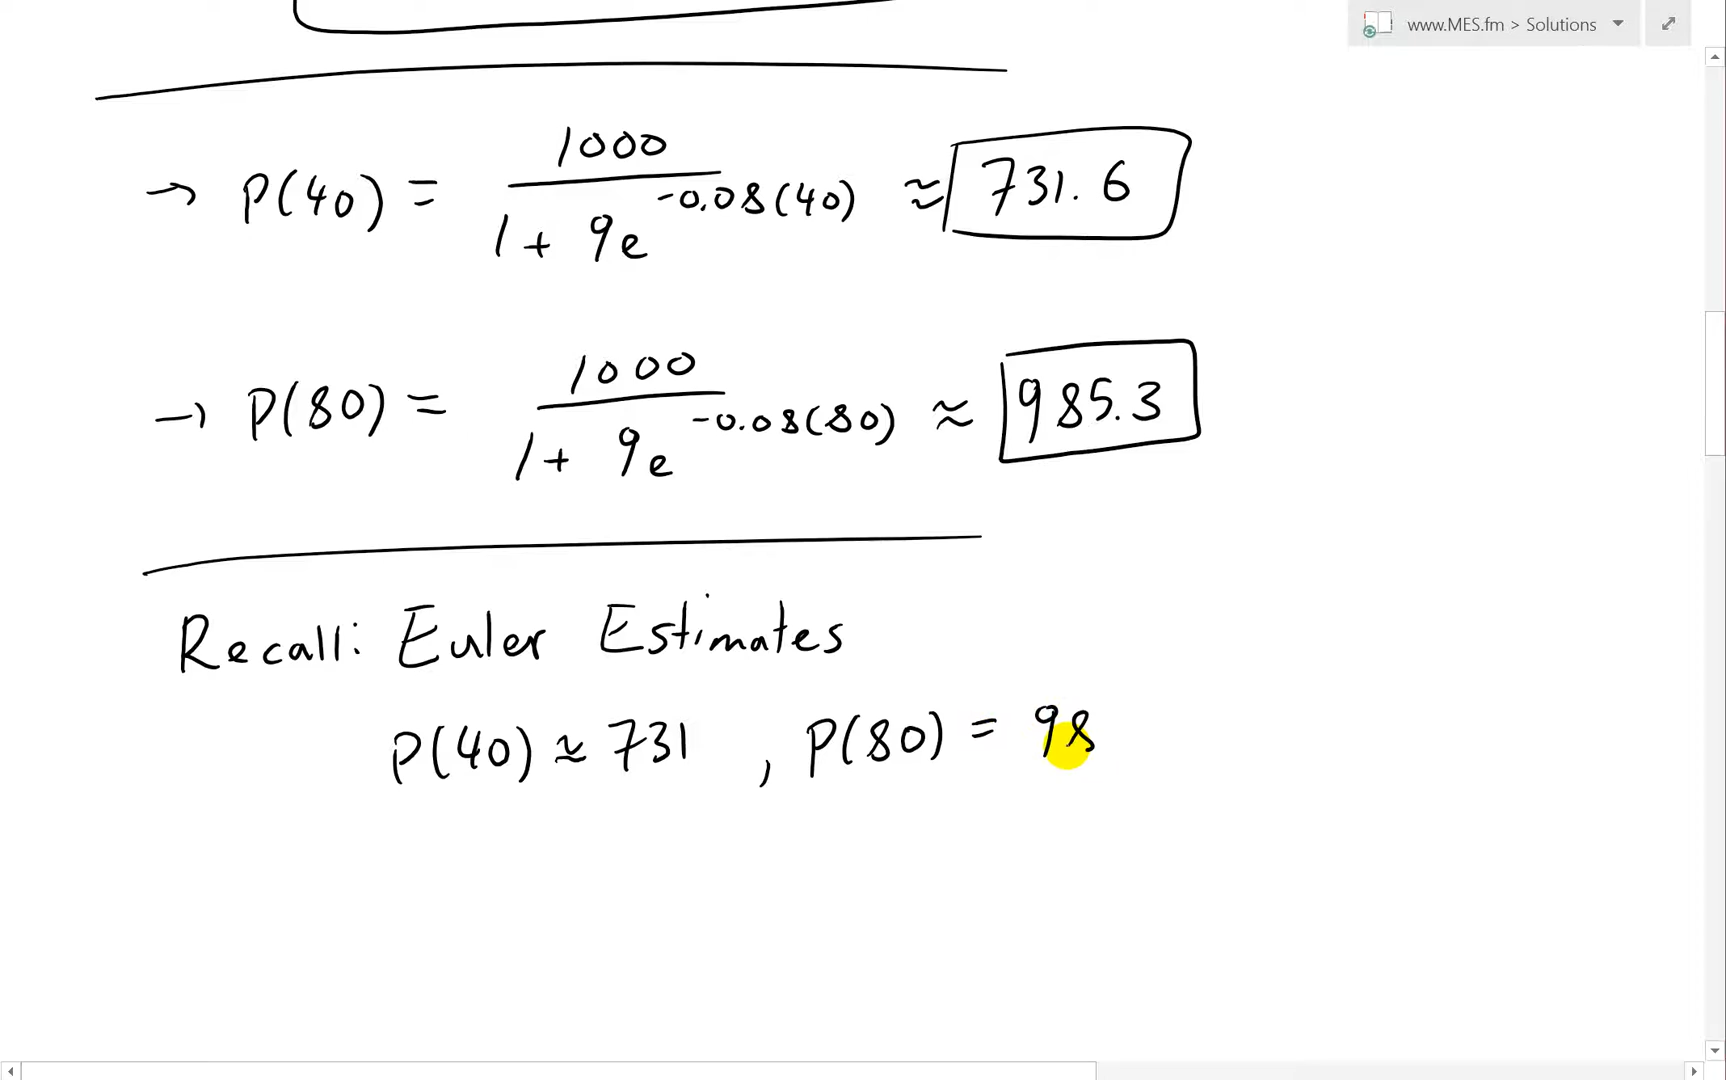 www.MES.fm > Solutions
→ P(40) = 1000 / 1 + 9e^-0.08(40) ≈ 731.6
→ P(80) = 1000 / 1 + 9e^-0.08(80) ≈ 985.3
Recall: Euler Estimates
P(40) ≈ 731 , P(80) = 98